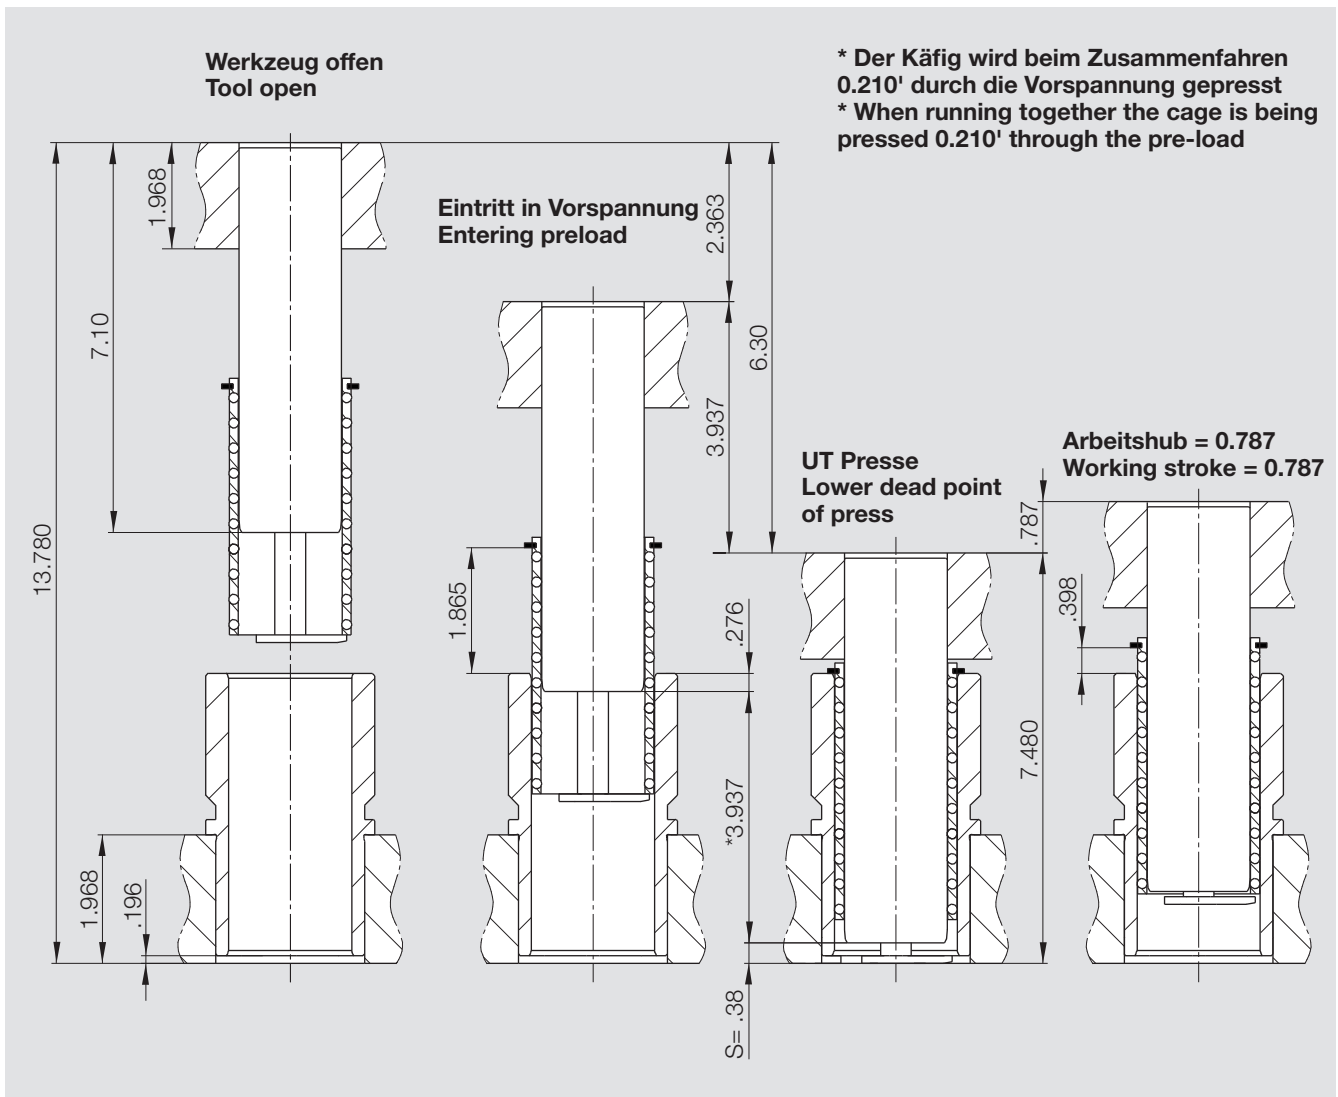 Werkzeug offen
Tool open
* Der Käfig wird beim Zusammenfahren
0.210' durch die Vorspannung gepresst
* When running together the cage is being
pressed 0.210' through the pre-load
1.968
7.10
13.780
1.968
.196
Eintritt in Vorspannung
Entering preload
2.363
3.937
6.30
1.865
.276
*3.937
S= .38
UT Presse
Lower dead point
of press
7.480
Arbeitshub = 0.787
Working stroke = 0.787
.787
.398